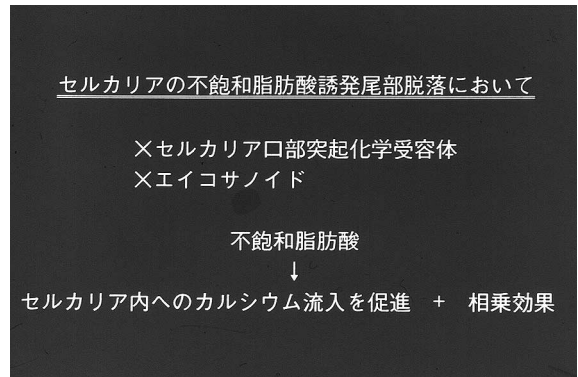 セルカリアの不飽和脂肪酸誘発尾部脱落において
×セルカリア口部突起化学受容体
×エイコサノイド
不飽和脂肪酸
↓
セルカリア内へのカルシウム流入を促進 + 相乗効果